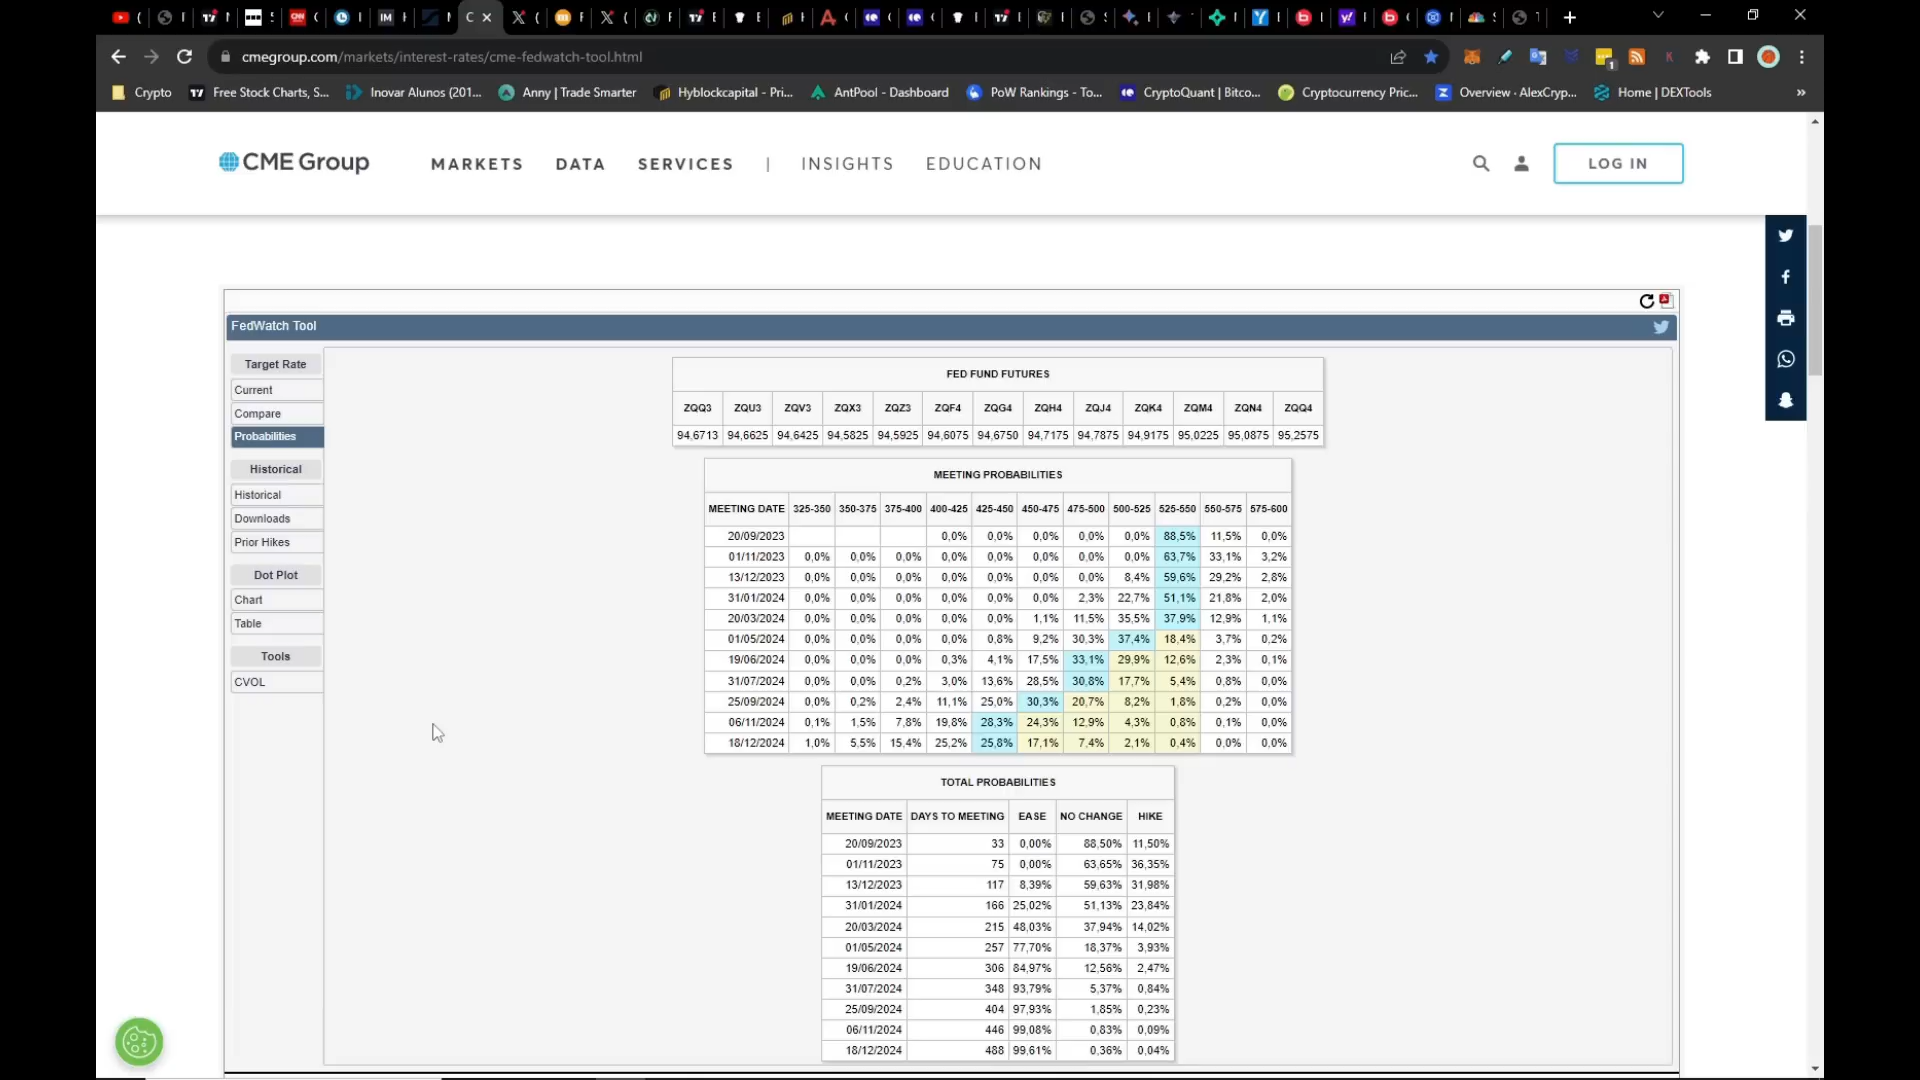 cmegroup.com/markets/interest-rates/cme-fedwatch-tool.html
Crypto Free Stock Charts, S... Inovar Alunos (201... Anny | Trade Smarter Hyblockcapital - Pri... AntPool - Dashboard PoW Rankings - To... CryptoQuant | Bitco... Cryptocurrency Pric... Overview · AlexCryp... Home | DEXTools »
CME Group MARKETS DATA SERVICES | INSIGHTS EDUCATION LOG IN
FedWatch Tool
Target Rate
Current
Compare
Probabilities
Historical
Historical
Downloads
Prior Hikes
Dot Plot
Chart
Table
Tools
CVOL
FED FUND FUTURES
ZQQ3 ZQU3 ZQV3 ZQX3 ZQZ3 ZQF4 ZQG4 ZQH4 ZQJ4 ZQK4 ZQM4 ZQN4 ZQQ4
94,6713 94,6625 94,6425 94,5825 94,5925 94,6075 94,6750 94,7175 94,7875 94,9175 95,0225 95,0875 95,2575
MEETING PROBABILITIES
MEETING DATE 325-350 350-375 375-400 400-425 425-450 450-475 475-500 500-525 525-550 550-575 575-600
20/09/2023 0,0% 0,0% 0,0% 0,0% 0,0% 88,5% 11,5% 0,0%
01/11/2023 0,0% 0,0% 0,0% 0,0% 0,0% 0,0% 0,0% 0,0% 63,7% 33,1% 3,2%
13/12/2023 0,0% 0,0% 0,0% 0,0% 0,0% 0,0% 0,0% 8,4% 59,6% 29,2% 2,8%
31/01/2024 0,0% 0,0% 0,0% 0,0% 0,0% 0,0% 2,3% 22,7% 51,1% 21,8% 2,0%
20/03/2024 0,0% 0,0% 0,0% 0,0% 0,0% 1,1% 11,5% 35,5% 37,9% 12,9% 1,1%
01/05/2024 0,0% 0,0% 0,0% 0,0% 0,8% 9,2% 30,3% 37,4% 18,4% 3,7% 0,2%
19/06/2024 0,0% 0,0% 0,0% 0,3% 4,1% 17,5% 33,1% 29,9% 12,6% 2,3% 0,1%
31/07/2024 0,0% 0,0% 0,2% 3,0% 13,6% 28,5% 30,8% 17,7% 5,4% 0,8% 0,0%
25/09/2024 0,0% 0,2% 2,4% 11,1% 25,0% 30,3% 20,7% 8,2% 1,8% 0,2% 0,0%
06/11/2024 0,1% 1,5% 7,8% 19,8% 28,3% 24,3% 12,9% 4,3% 0,8% 0,1% 0,0%
18/12/2024 1,0% 5,5% 15,4% 25,2% 25,8% 17,1% 7,4% 2,1% 0,4% 0,0% 0,0%
TOTAL PROBABILITIES
MEETING DATE DAYS TO MEETING EASE NO CHANGE HIKE
20/09/2023 33 0,00% 88,50% 11,50%
01/11/2023 75 0,00% 63,65% 36,35%
13/12/2023 117 8,39% 59,63% 31,98%
31/01/2024 166 25,02% 51,13% 23,84%
20/03/2024 215 48,03% 37,94% 14,02%
01/05/2024 257 77,70% 18,37% 3,93%
19/06/2024 306 84,97% 12,56% 2,47%
31/07/2024 348 93,79% 5,37% 0,84%
25/09/2024 404 97,93% 1,85% 0,23%
06/11/2024 446 99,08% 0,83% 0,09%
18/12/2024 488 99,61% 0,36% 0,04%